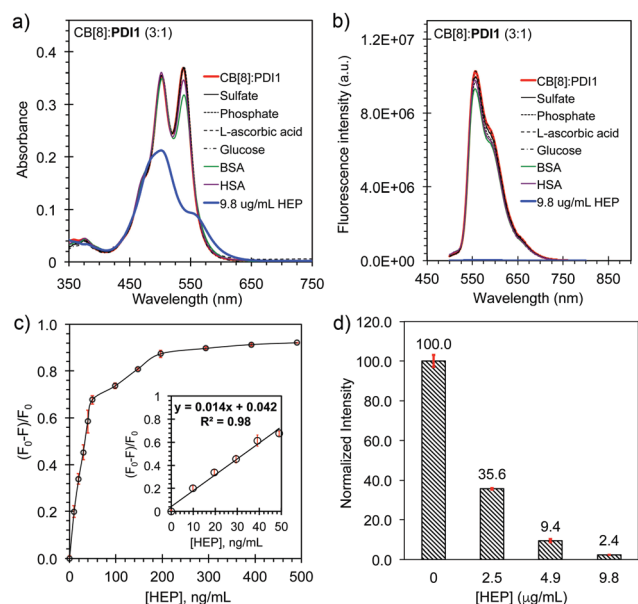 a)
CB[8]:PDI1 (3:1)
Absorbance
0.4
0.3
0.2
0.1
0
350
450
550
650
750
Wavelength (nm)
CB[8]:PDI1
Sulfate
Phosphate
L-ascorbic acid
Glucose
BSA
HSA
9.8 ug/mL HEP
b)
CB[8]:PDI1 (3:1)
Fluorescence intensity (a.u.)
1.2E+07
8.0E+06
4.0E+06
0.0E+00
450
550
650
750
Wavelength (nm)
CB[8]:PDI1
Sulfate
Phosphate
L-ascorbic acid
Glucose
BSA
HSA
9.8 ug/mL HEP
c)
(F0-F)/F0
1.0
0.8
0.6
0.4
0.2
0.0
0
100
200
300
400
500
[HEP], ng/mL
y = 0.014x + 0.042
R² = 0.98
(F0-F)/F0
1
0.8
0.6
0.4
0.2
0
0
10
20
30
40
50
[HEP], ng/mL
d)
Normalized Intensity
120.0
100.0
80.0
60.0
40.0
20.0
0.0
100.0
35.6
9.4
2.4
0
2.5
4.9
9.8
[HEP] (μg/mL)